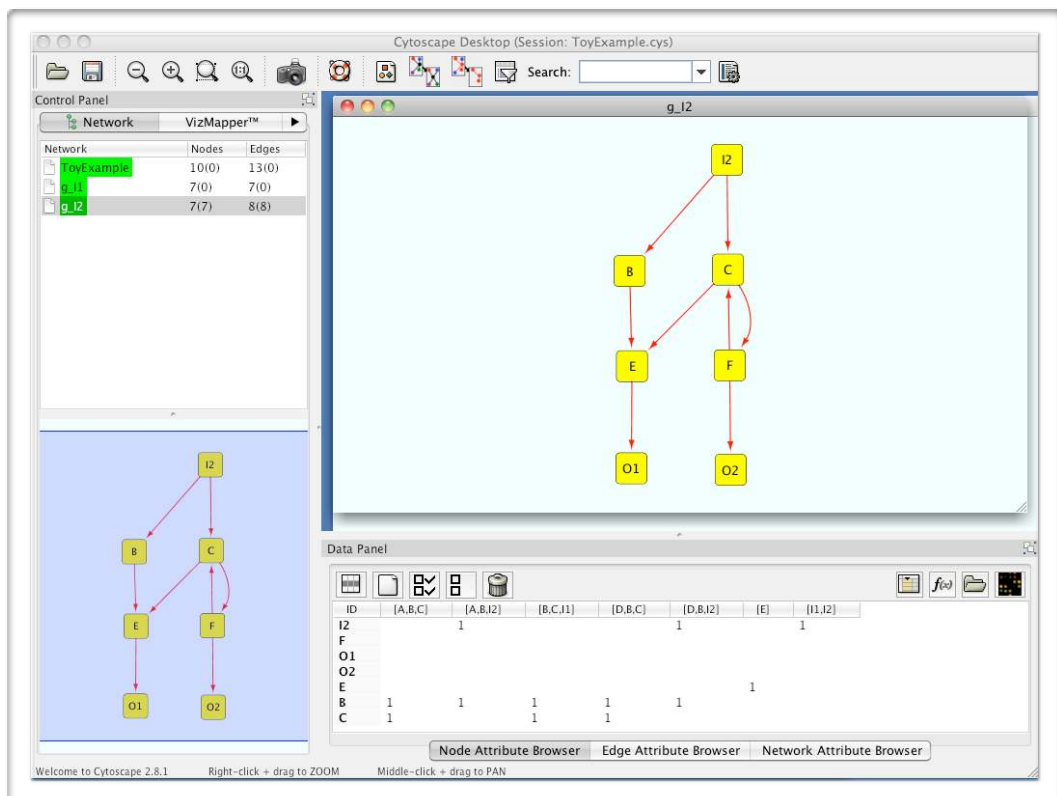 Cytoscape Desktop (Session: ToyExample.cys)
1:1 Search:
Control Panel
Network VizMapper™
Network Nodes Edges
ToyExample 10(0) 13(0)
g_I1 7(0) 7(0)
g_I2 7(7) 8(8)
g_I2
I2
B C
E F
O1 O2
I2
B C
E F
O1 O2
Data Panel
f(x)
ID [A,B,C] [A,B,I2] [B,C,I1] [D,B,C] [D,B,I2] [E] [I1,I2]
I2 1 1 1
F
O1
O2
E 1
B 1 1 1 1 1
C 1 1 1
Node Attribute Browser Edge Attribute Browser Network Attribute Browser
Welcome to Cytoscape 2.8.1 Right-click + drag to ZOOM Middle-click + drag to PAN